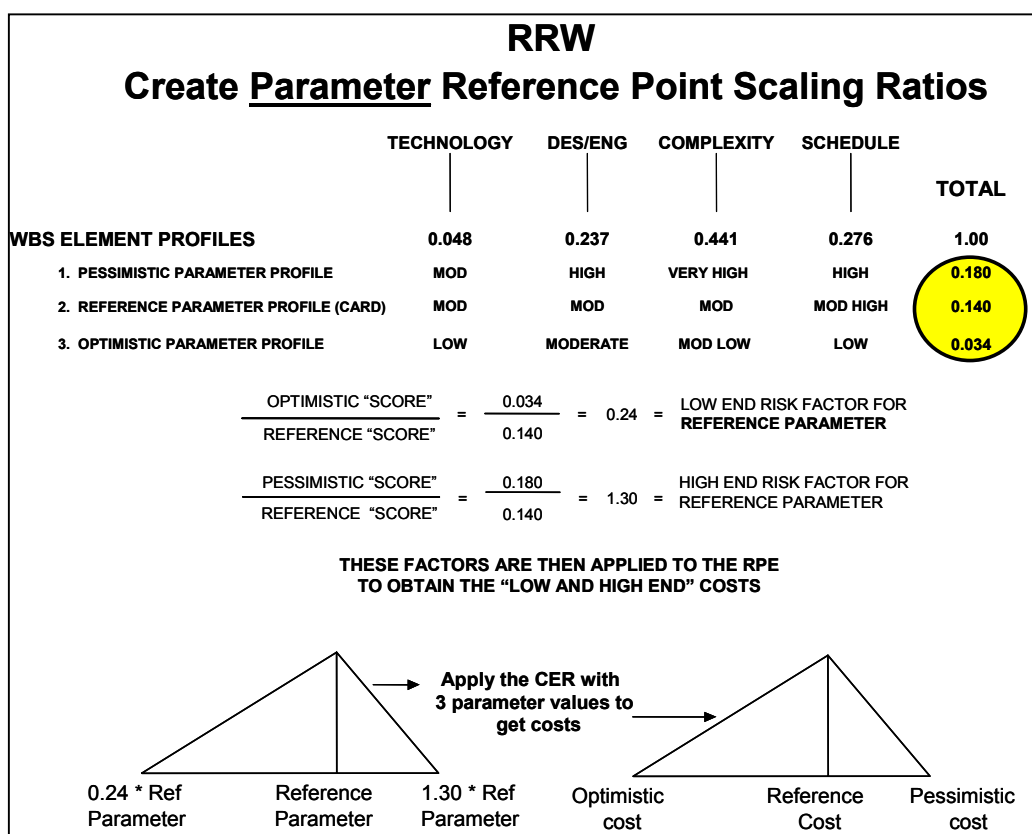 RRW
Create Parameter Reference Point Scaling Ratios
TECHNOLOGY DES/ENG COMPLEXITY SCHEDULE
TOTAL
WBS ELEMENT PROFILES 0.048 0.237 0.441 0.276 1.00
1. PESSIMISTIC PARAMETER PROFILE MOD HIGH VERY HIGH HIGH 0.180
2. REFERENCE PARAMETER PROFILE (CARD) MOD MOD MOD MOD HIGH 0.140
3. OPTIMISTIC PARAMETER PROFILE LOW MODERATE MOD LOW LOW 0.034
OPTIMISTIC “SCORE”
REFERENCE “SCORE”
=
0.034
0.140
= 0.24 =
LOW END RISK FACTOR FOR
REFERENCE PARAMETER
PESSIMISTIC “SCORE”
REFERENCE “SCORE”
=
0.180
0.140
= 1.30 =
HIGH END RISK FACTOR FOR
REFERENCE PARAMETER
THESE FACTORS ARE THEN APPLIED TO THE RPE
TO OBTAIN THE “LOW AND HIGH END” COSTS
Apply the CER with
3 parameter values to
get costs
0.24 * Ref
Parameter
Reference
Parameter
1.30 * Ref
Parameter
Optimistic
cost
Reference
Cost
Pessimistic
cost